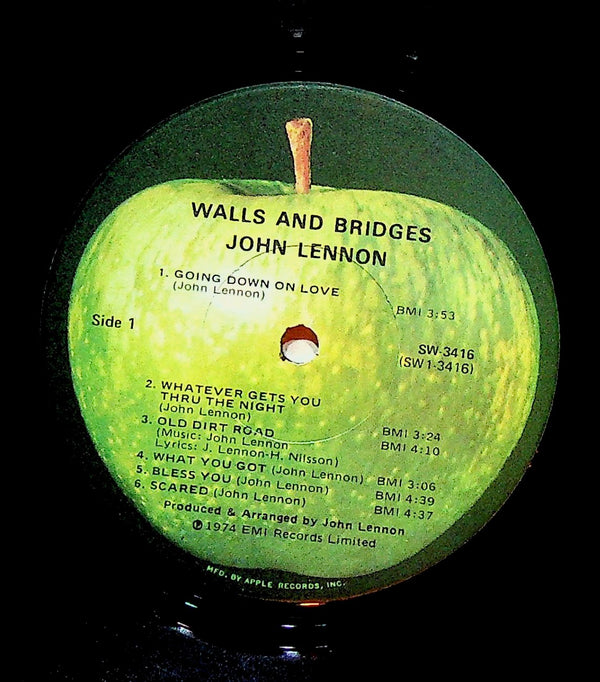 WALLS AND BRIDGES
JOHN LENNON
1. GOING DOWN ON LOVE
(John Lennon)
BMI 3:53
Side 1
SW-3416
(SW1-3416)
2. WHATEVER GETS YOU
THRU THE NIGHT
(John Lennon) BMI 3:24
3. OLD DIRT ROAD BMI 4:10
(Music: John Lennon
Lyrics: J. Lennon-H. Nilsson)
4. WHAT YOU GOT (John Lennon) BMI 3:06
5. BLESS YOU (John Lennon) BMI 4:39
6. SCARED (John Lennon) BMI 4:37
Produced & Arranged by John Lennon
℗1974 EMI Records Limited
MFD. BY APPLE RECORDS, INC.